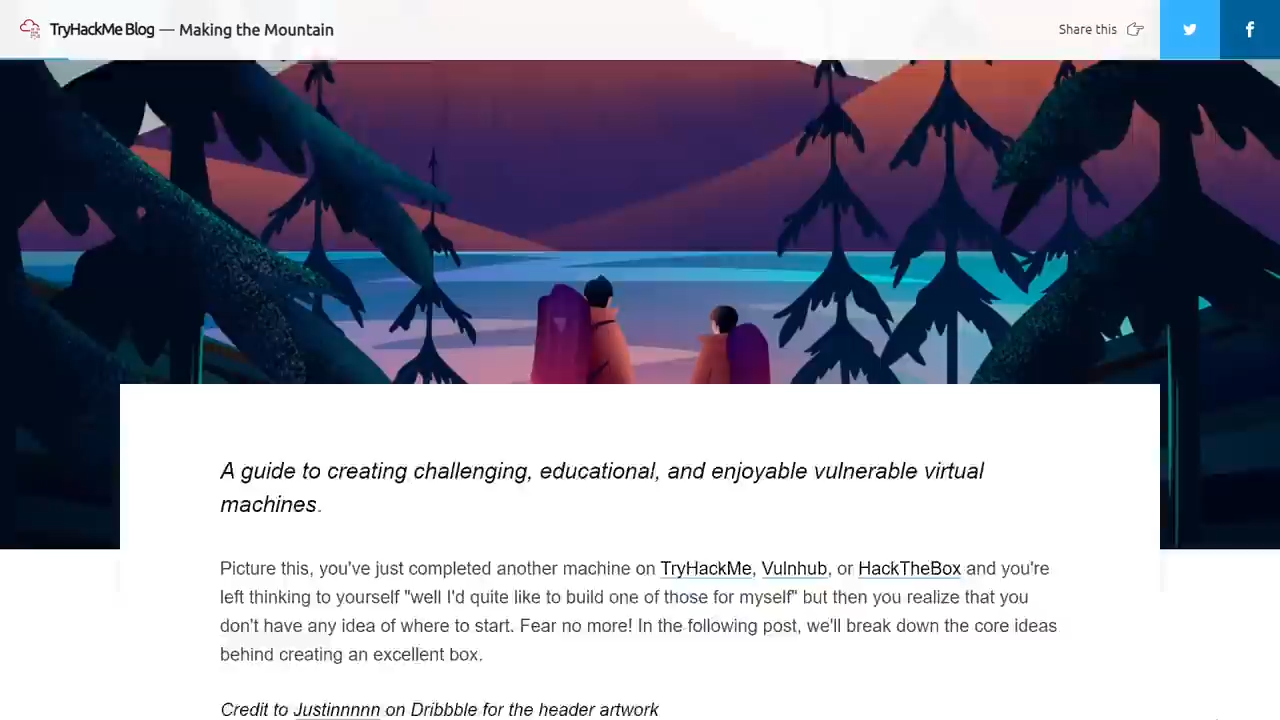 TryHackMe Blog — Making the Mountain
Share this
A guide to creating challenging, educational, and enjoyable vulnerable virtual
machines.
Picture this, you've just completed another machine on TryHackMe, Vulnhub, or HackTheBox and you're
left thinking to yourself "well I'd quite like to build one of those for myself" but then you realize that you
don't have any idea of where to start. Fear no more! In the following post, we'll break down the core ideas
behind creating an excellent box.
Credit to Justinnnnn on Dribbble for the header artwork